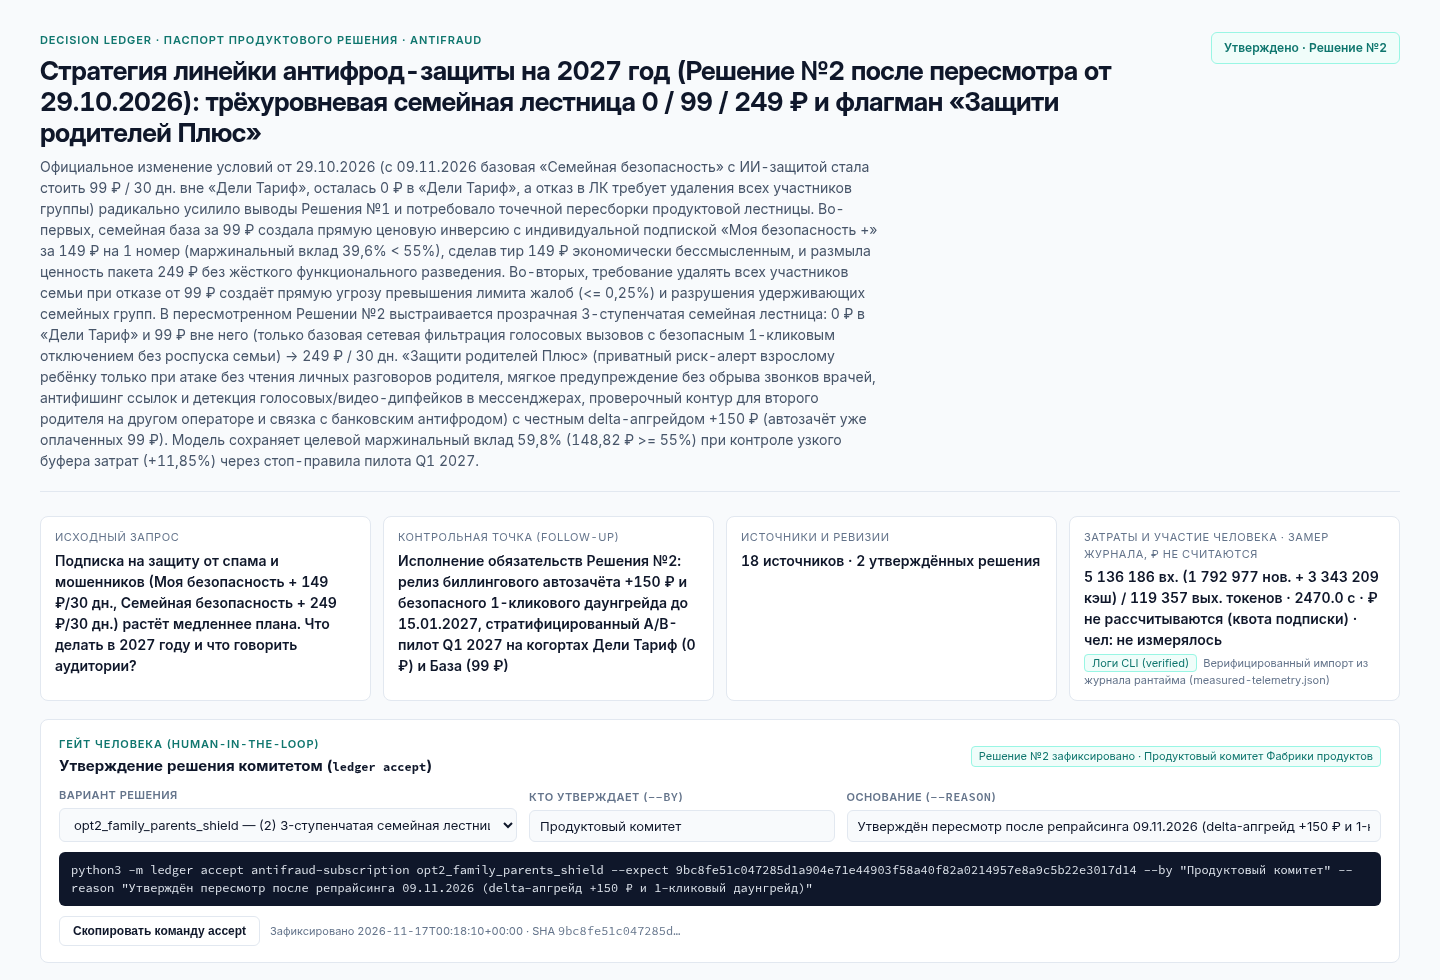 DECISION LEDGER · ПАСПОРТ ПРОДУКТОВОГО РЕШЕНИЯ · ANTIFRAUD
Утверждено · Решение №2
Стратегия линейки антифрод-защиты на 2027 год (Решение №2 после пересмотра от
29.10.2026): трёхуровневая семейная лестница 0 / 99 / 249 ₽ и флагман «Защити
родителей Плюс»
Официальное изменение условий от 29.10.2026 (с 09.11.2026 базовая «Семейная безопасность» с ИИ-защитой стала
стоить 99 ₽ / 30 дн. вне «Дели Тариф», осталась 0 ₽ в «Дели Тариф», а отказ в ЛК требует удаления всех участников
группы) радикально усилило выводы Решения №1 и потребовало точечной пересборки продуктовой лестницы. Во-
первых, семейная база за 99 ₽ создала прямую ценовую инверсию с индивидуальной подпиской «Моя безопасность +»
за 149 ₽ на 1 номер (маржинальный вклад 39,6% < 55%), сделав тир 149 ₽ экономически бессмысленным, и размыла
ценность пакета 249 ₽ без жёсткого функционального разведения. Во-вторых, требование удалять всех участников
семьи при отказе от 99 ₽ создаёт прямую угрозу превышения лимита жалоб (<= 0,25%) и разрушения удерживающих
семейных групп. В пересмотренном Решении №2 выстраивается прозрачная 3-ступенчатая семейная лестница: 0 ₽ в
«Дели Тариф» и 99 ₽ вне него (только базовая сетевая фильтрация голосовых вызовов с безопасным 1-кликовым
отключением без роспуска семьи) → 249 ₽ / 30 дн. «Защити родителей Плюс» (приватный риск-алерт взрослому
ребёнку только при атаке без чтения личных разговоров родителя, мягкое предупреждение без обрыва звонков врачей,
антифишинг ссылок и детекция голосовых/видео-дипфейков в мессенджерах, проверочный контур для второго
родителя на другом операторе и связка с банковским антифродом) с честным delta-апгрейдом +150 ₽ (автозачёт уже
оплаченных 99 ₽). Модель сохраняет целевой маржинальный вклад 59,8% (148,82 ₽ >= 55%) при контроле узкого
буфера затрат (+11,85%) через стоп-правила пилота Q1 2027.
ИСХОДНЫЙ ЗАПРОС
Подписка на защиту от спама и
мошенников (Моя безопасность + 149
₽/30 дн., Семейная безопасность + 249
₽/30 дн.) растёт медленнее плана. Что
делать в 2027 году и что говорить
аудитории?
КОНТРОЛЬНАЯ ТОЧКА (FOLLOW-UP)
Исполнение обязательств Решения №2:
релиз биллингового автозачёта +150 ₽ и
безопасного 1-кликового даунгрейда до
15.01.2027, стратифицированный A/B-
пилот Q1 2027 на когортах Дели Тариф (0
₽) и База (99 ₽)
ИСТОЧНИКИ И РЕВИЗИИ
18 источников · 2 утверждённых решения
ЗАТРАТЫ И УЧАСТИЕ ЧЕЛОВЕКА · ЗАМЕР
ЖУРНАЛА, ₽ НЕ СЧИТАЮТСЯ
5 136 186 вх. (1 792 977 нов. + 3 343 209
кэш) / 119 357 вых. токенов · 2470.0 с · ₽
не рассчитываются (квота подписки) ·
чел: не измерялось
Логи CLI (verified) Верифицированный импорт из
журнала рантайма (measured-telemetry.json)
ГЕЙТ ЧЕЛОВЕКА (HUMAN-IN-THE-LOOP)
Утверждение решения комитетом (ledger accept)
Решение №2 зафиксировано · Продуктовый комитет Фабрики продуктов
ВАРИАНТ РЕШЕНИЯ
КТО УТВЕРЖДАЕТ (--BY)
ОСНОВАНИЕ (--REASON)
opt2_family_parents_shield — (2) 3-ступенчатая семейная лестниц
Продуктовый комитет
Утверждён пересмотр после репрайсинга 09.11.2026 (delta-апгрейд +150 ₽ и 1-к
python3 -m ledger accept antifraud-subscription opt2_family_parents_shield --expect 9bc8fe51c047285d1a904e71e44903f58a40f82a0214957e8a9c5b22e3017d14 --by "Продуктовый комитет" --
reason "Утверждён пересмотр после репрайсинга 09.11.2026 (delta-апгрейд +150 ₽ и 1-кликовый даунгрейд)"
Скопировать команду accept
Зафиксировано 2026-11-17T00:18:10+00:00 · SHA 9bc8fe51c047285d…